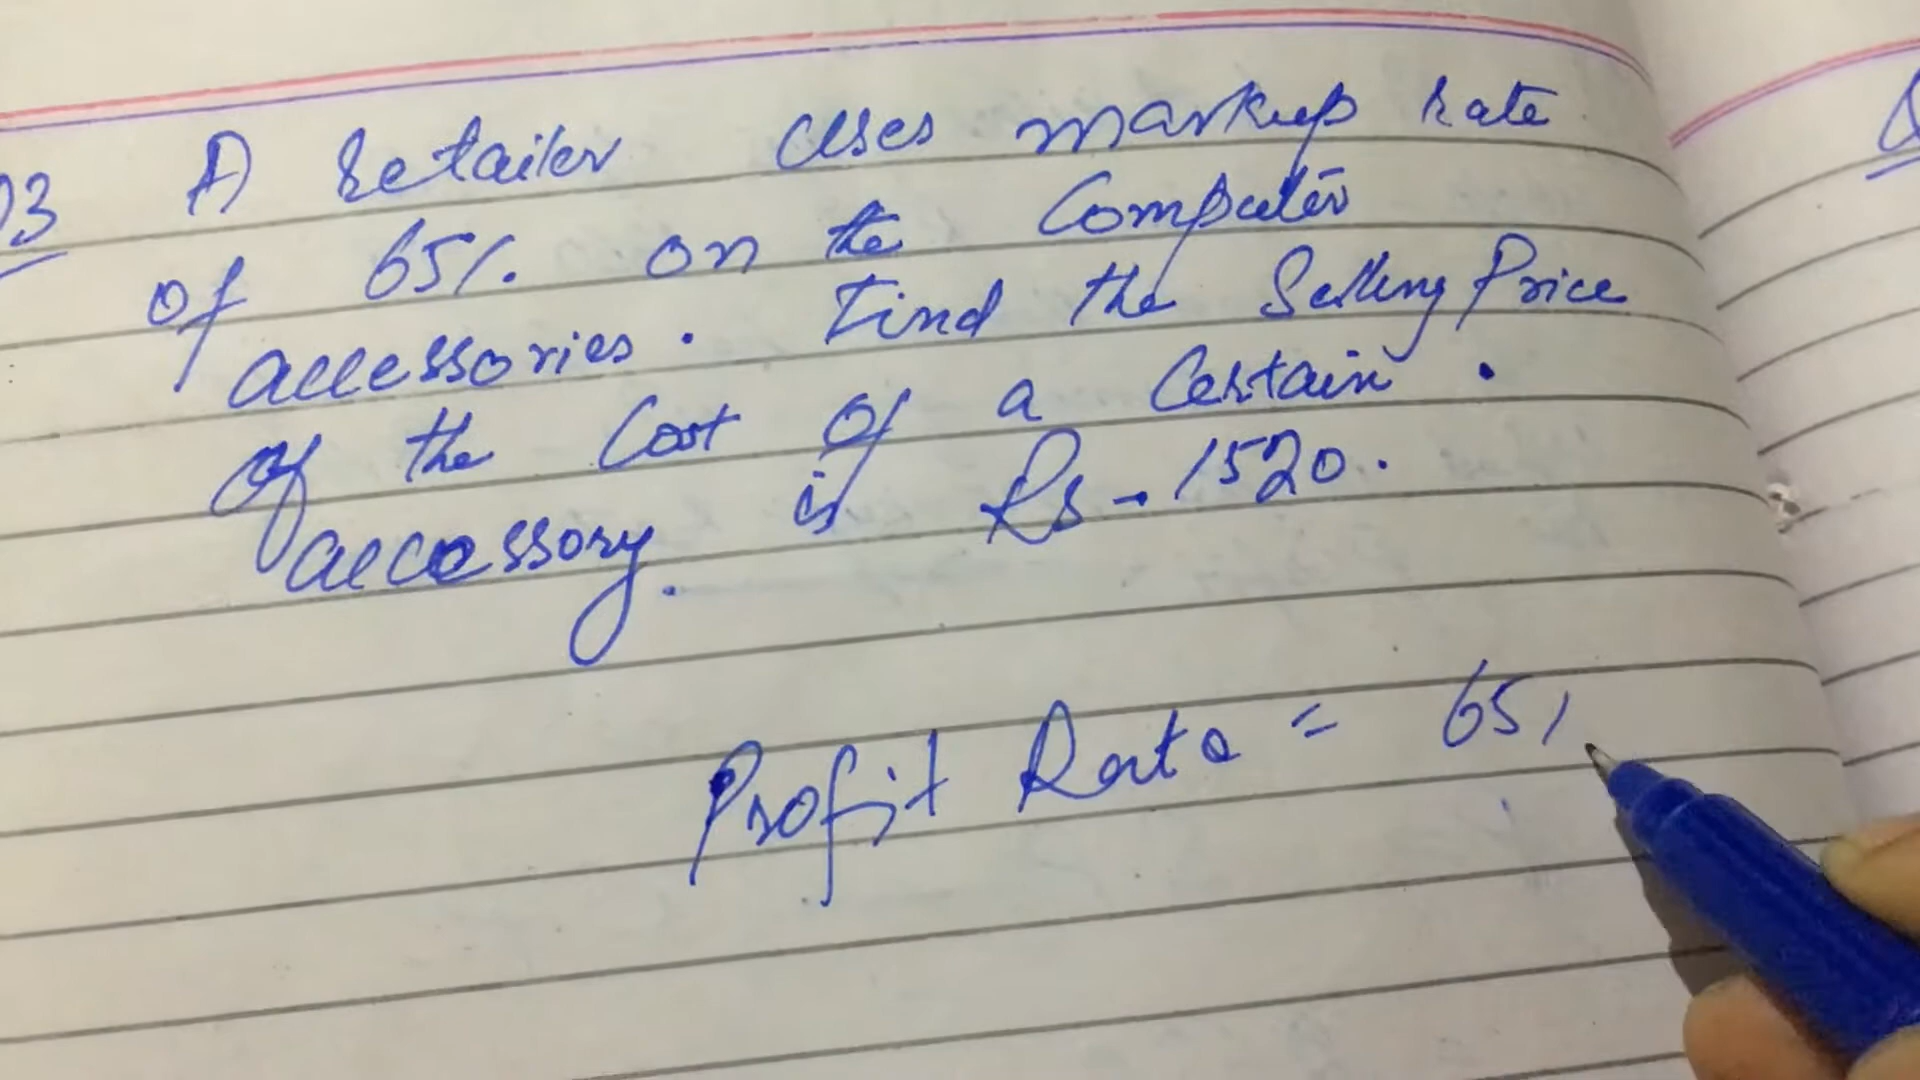 Q3 A retailer uses markup rate
of 65% on the Computer
accessories. Find the Selling Price
Of the Cost Of a Certain.
accessory. is Rs - 1520.
Profit Rate = 65/